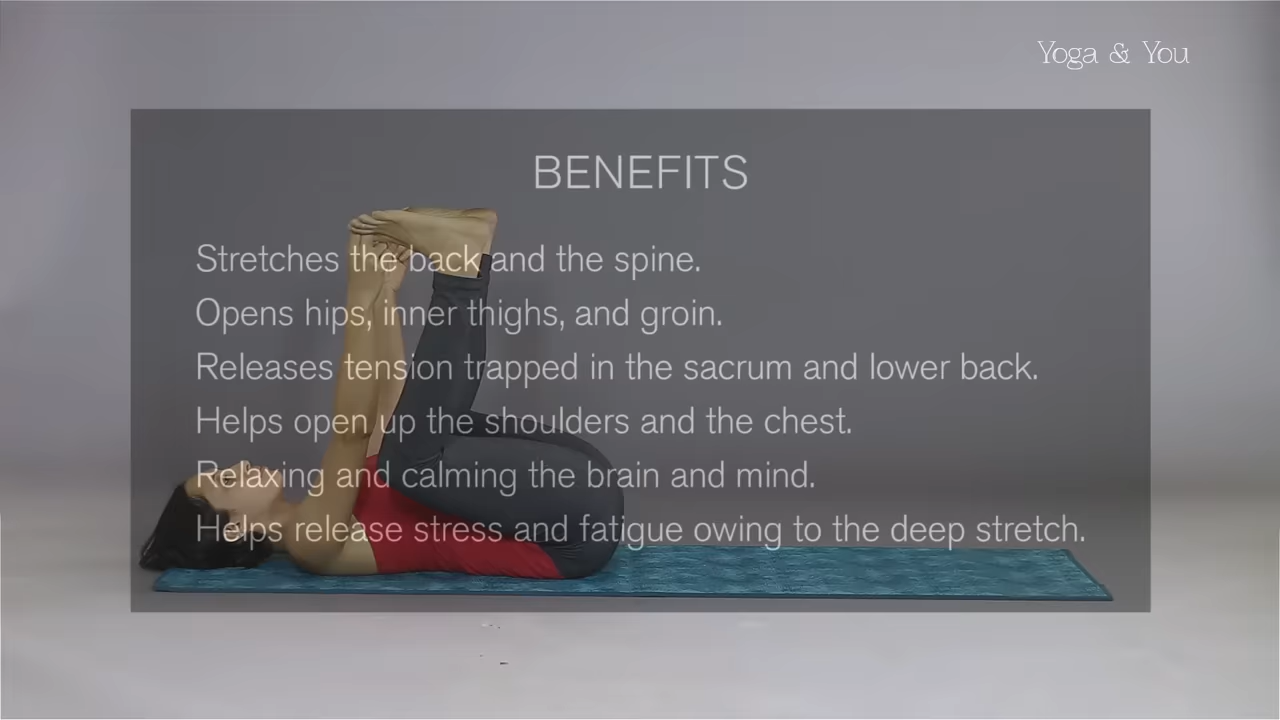 Yoga & You
BENEFITS
Stretches the back and the spine.
Opens hips, inner thighs, and groin.
Releases tension trapped in the sacrum and lower back.
Helps open up the shoulders and the chest.
Relaxing and calming the brain and mind.
Helps release stress and fatigue owing to the deep stretch.